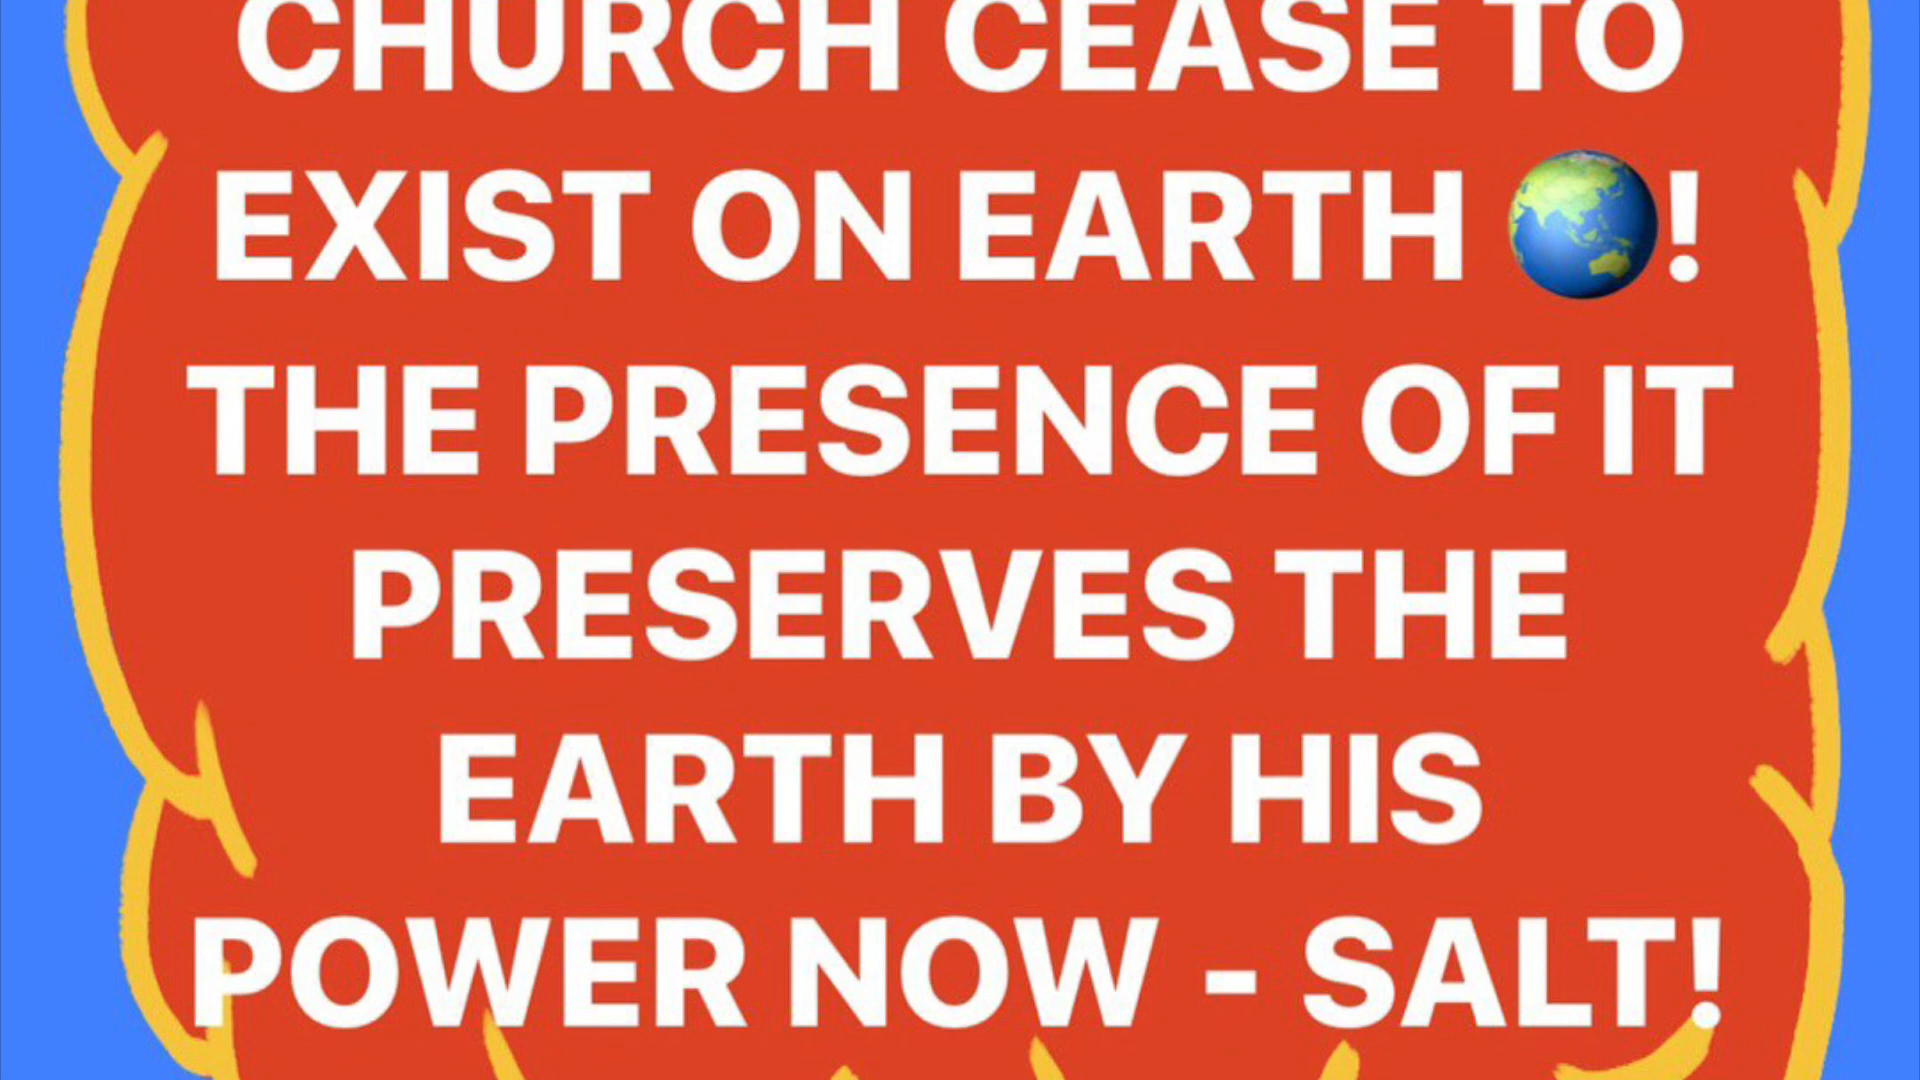 CHURCH CEASE TO
EXIST ON EARTH 🌏!
THE PRESENCE OF IT
PRESERVES THE
EARTH BY HIS
POWER NOW - SALT!